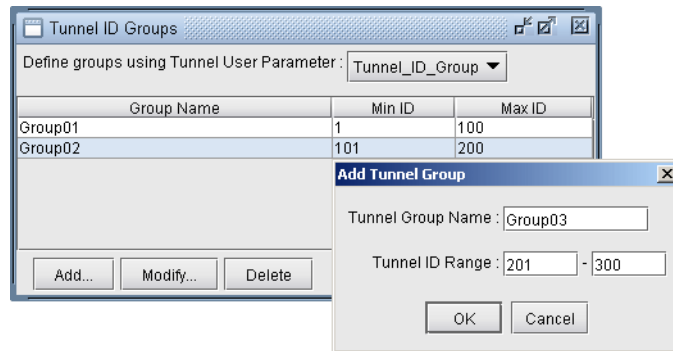 Tunnel ID Groups
Define groups using Tunnel User Parameter : Tunnel_ID_Group
Group Name Min ID Max ID
Group01 1 100
Group02 101 200
Add... Modify... Delete
Add Tunnel Group
Tunnel Group Name : Group03
Tunnel ID Range : 201 - 300
OK Cancel